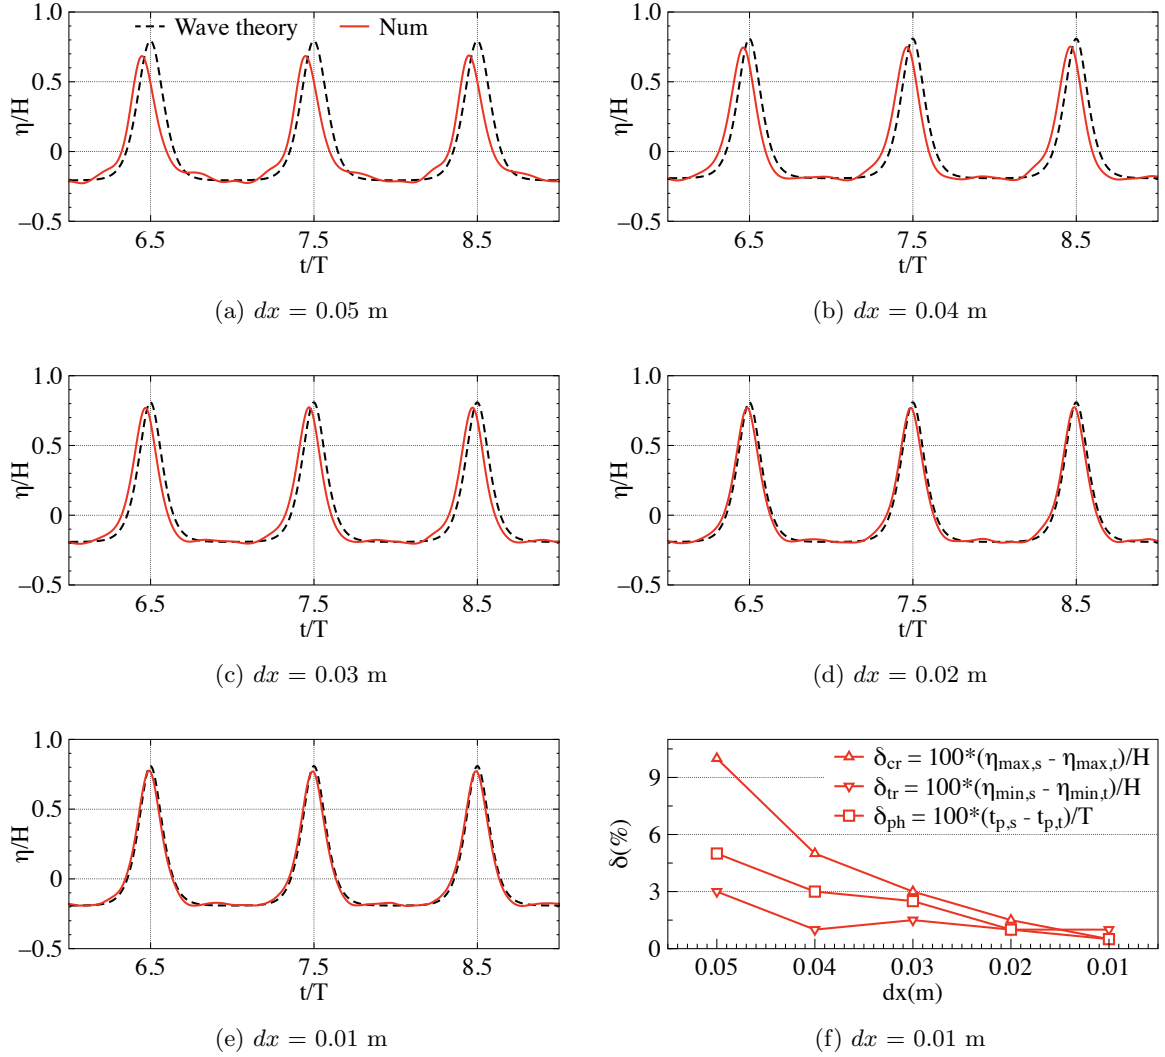 1.0
0.5
0
−0.5
η/H
Wave theory
Num
6.5 7.5 8.5
t/T
(a) dx = 0.05 m
1.0
0.5
0
−0.5
η/H
6.5 7.5 8.5
t/T
(b) dx = 0.04 m
1.0
0.5
0
−0.5
η/H
6.5 7.5 8.5
t/T
(c) dx = 0.03 m
1.0
0.5
0
−0.5
η/H
6.5 7.5 8.5
t/T
(d) dx = 0.02 m
1.0
0.5
0
−0.5
η/H
6.5 7.5 8.5
t/T
(e) dx = 0.01 m
9
6
3
0
δ(%)
δcr = 100*(ηmax,s - ηmax,t)/H
δtr = 100*(ηmin,s - ηmin,t)/H
δph = 100*(tp,s - tp,t)/T
0.05 0.04 0.03 0.02 0.01
dx(m)
(f) dx = 0.01 m